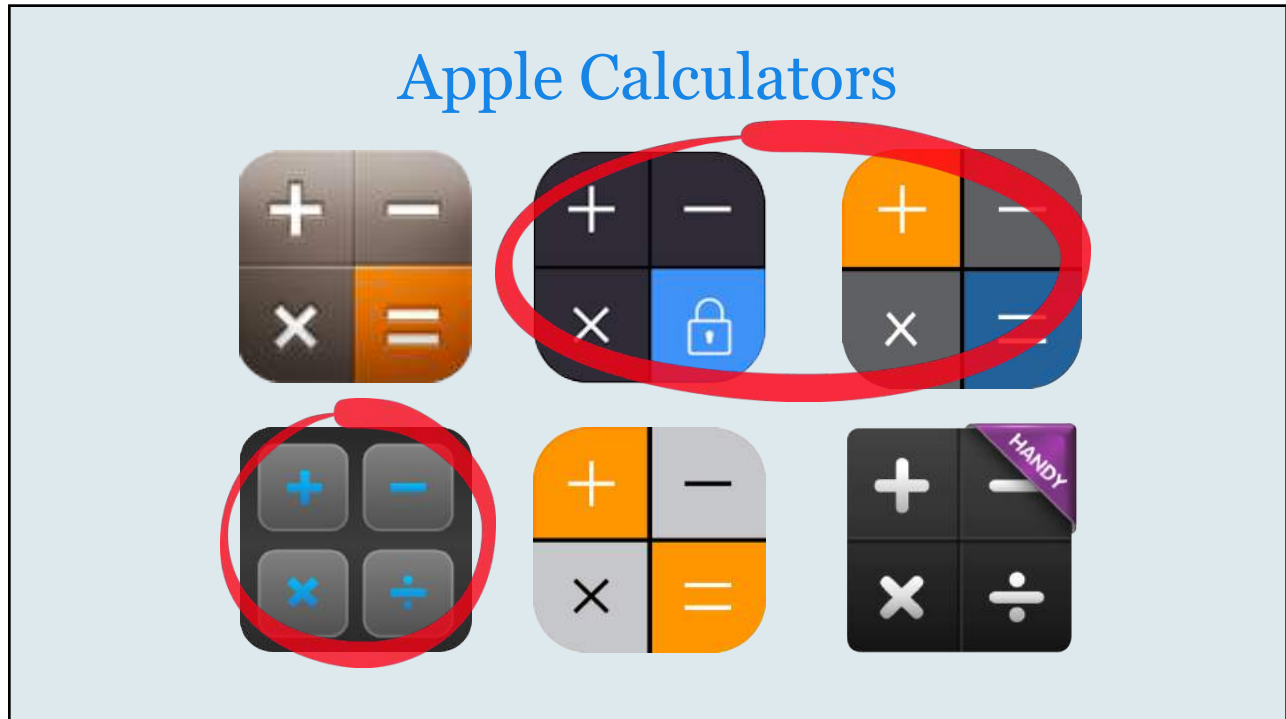 Apple Calculators
+ − + − + −
× = × × =
HANDY
+ − + − + −
× ÷ × = × ÷